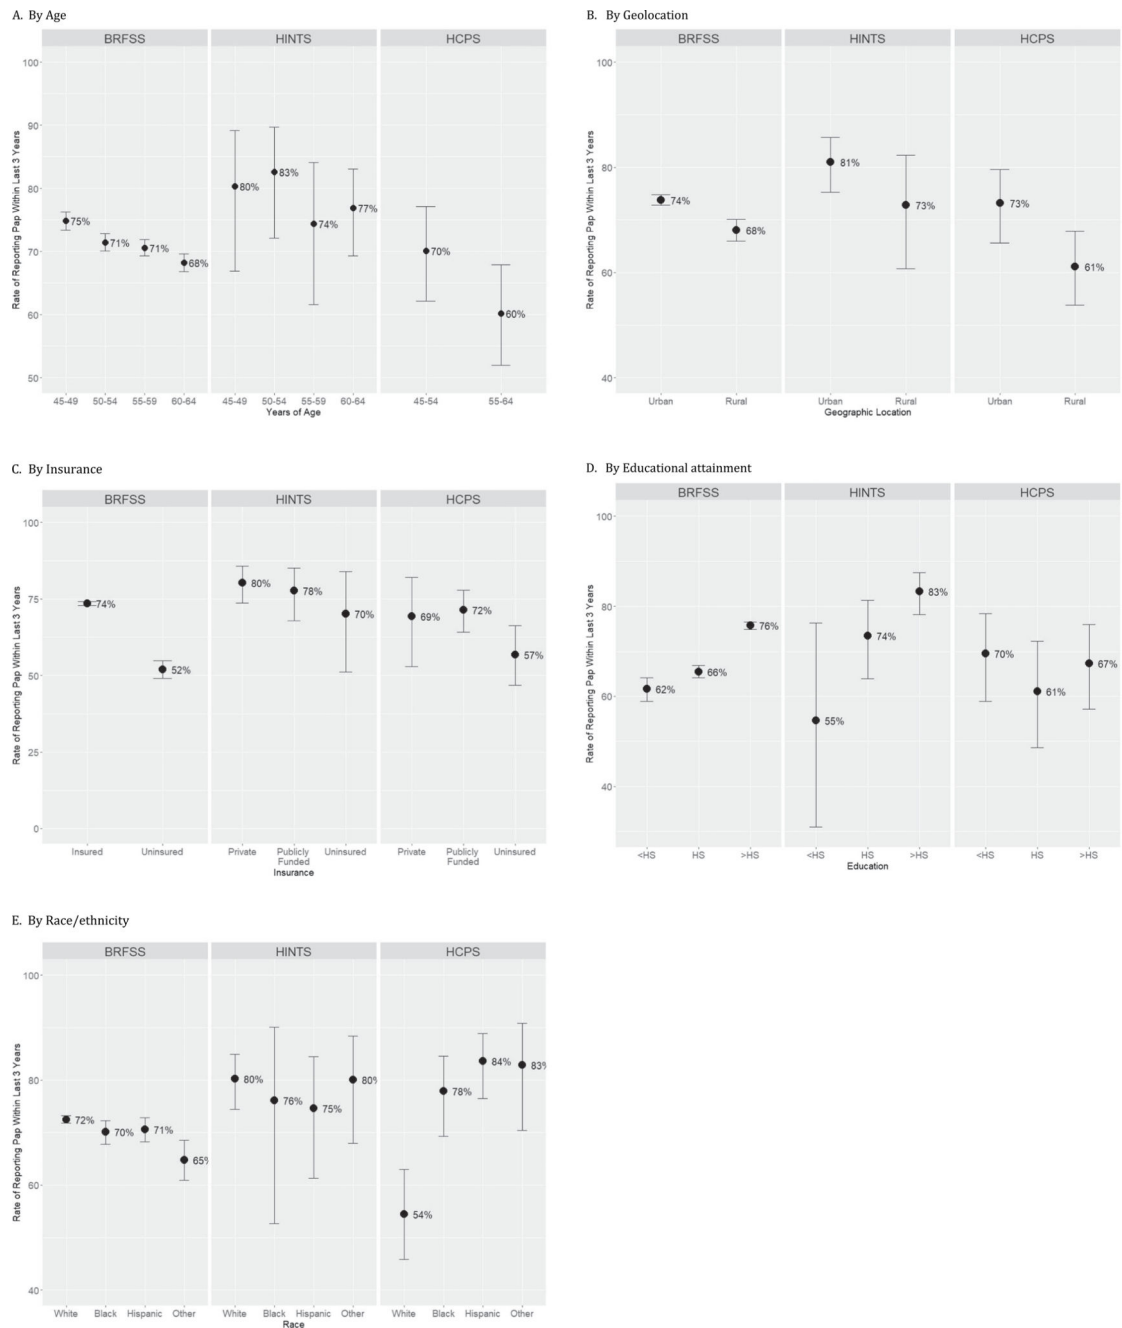 A. By Age
BRFSS HINTS HCPS
Rate of Reporting Pap Within Last 3 Years
100
90
80
70
60
50
75% 71% 71% 68%
80% 83% 74% 77%
70% 60%
45-49 50-54 55-59 60-64 45-49 50-54 55-59 60-64 45-54 55-64
Years of Age
B. By Geolocation
BRFSS HINTS HCPS
Rate of Reporting Pap Within Last 3 Years
100
80
60
40
74% 68%
81% 73%
73% 61%
Urban Rural Urban Rural Urban Rural
Geographic Location
C. By Insurance
BRFSS HINTS HCPS
Rate of Reporting Pap Within Last 3 Years
100
75
50
25
0
74% 52%
80% 78% 70%
69% 72% 57%
Insured Uninsured Private Publicly Uninsured Private Publicly Uninsured
Funded Funded
Insurance
D. By Educational attainment
BRFSS HINTS HCPS
Rate of Reporting Pap Within Last 3 Years
100
80
60
40
62% 66% 76%
55% 74% 83%
70% 61% 67%
<HS HS >HS <HS HS >HS <HS HS >HS
Education
E. By Race/ethnicity
BRFSS HINTS HCPS
Rate of Reporting Pap Within Last 3 Years
100
80
60
40
72% 70% 71% 65%
80% 76% 75% 80%
54% 78% 84% 83%
White Black Hispanic Other White Black Hispanic Other White Black Hispanic Other
Race